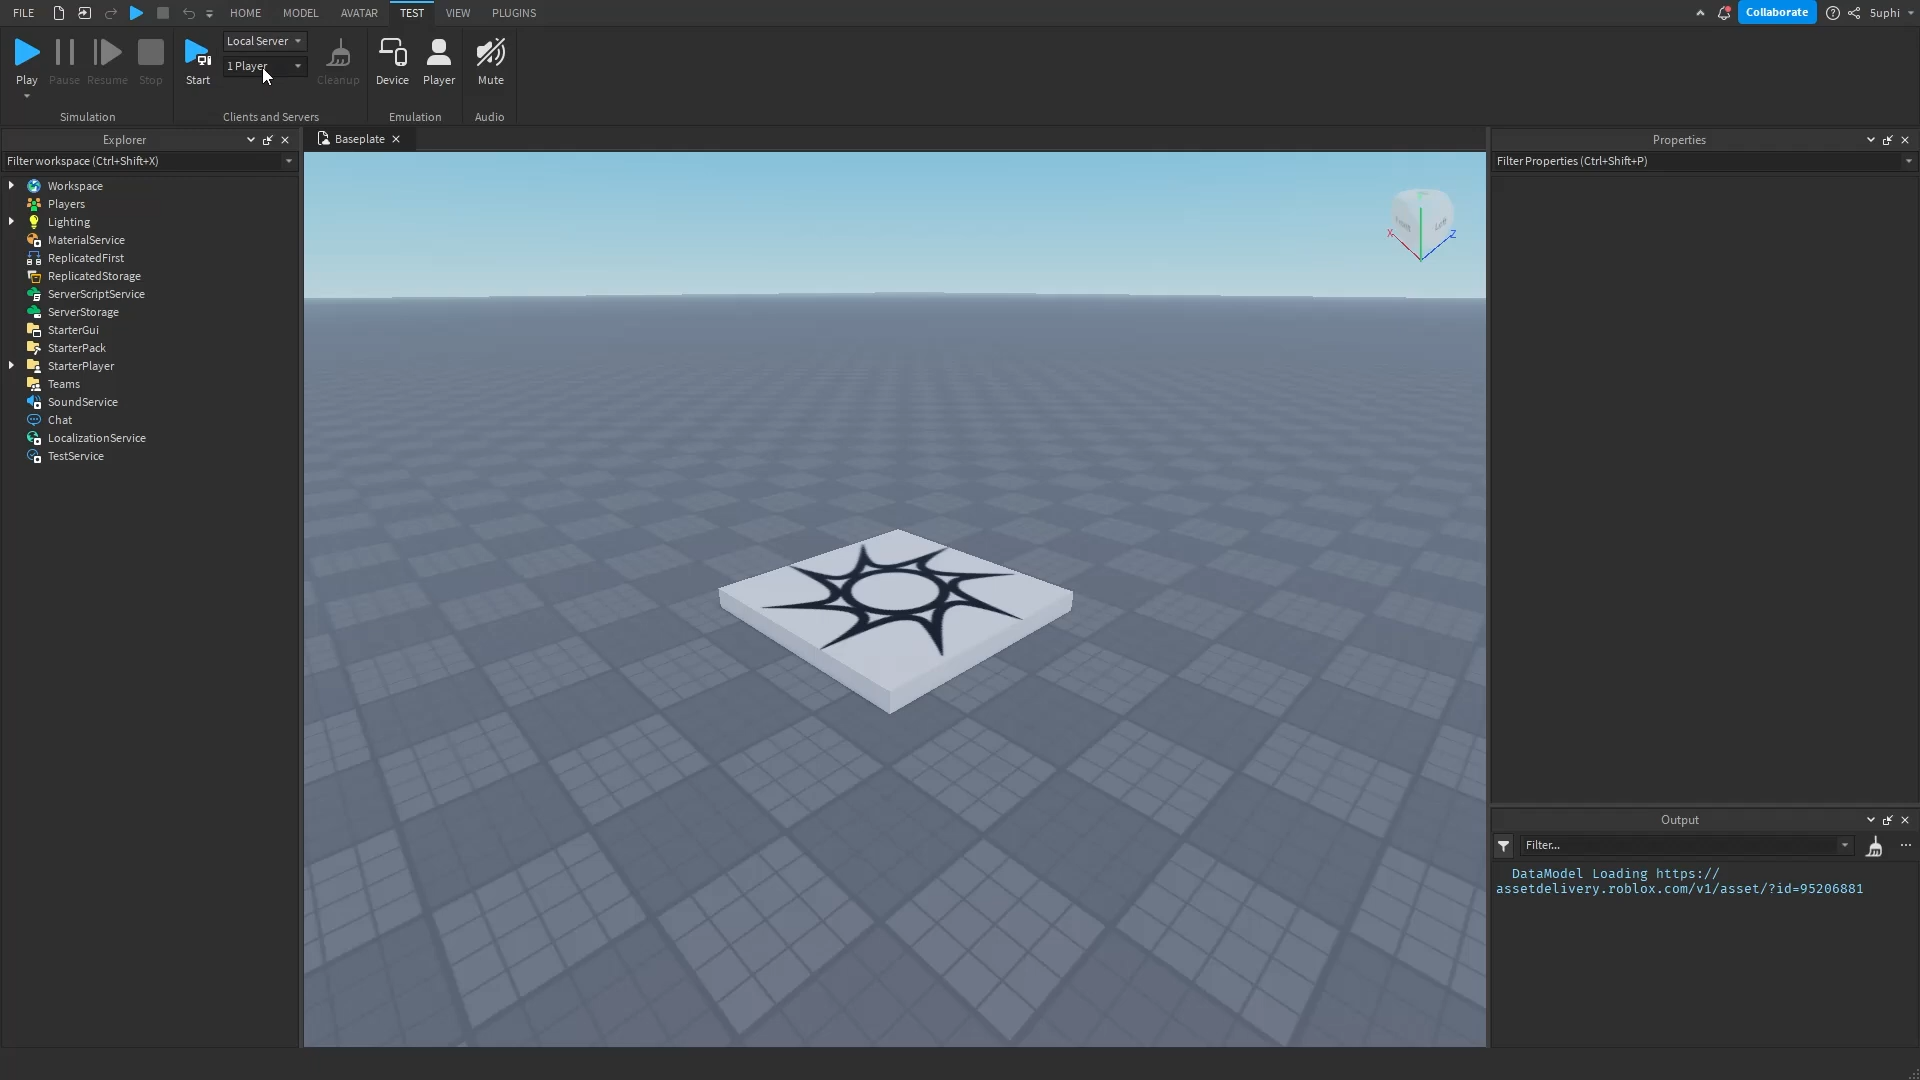 FILE
HOME
MODEL
AVATAR
TEST
VIEW
PLUGINS
Collaborate
5uphi
Play
Pause
Resume
Stop
Start
Local Server
1 Player
Cleanup
Device
Player
Mute
Simulation
Clients and Servers
Emulation
Audio
Explorer
Filter workspace (Ctrl+Shift+X)
Workspace
Players
Lighting
MaterialService
ReplicatedFirst
ReplicatedStorage
ServerScriptService
ServerStorage
StarterGui
StarterPack
StarterPlayer
Teams
SoundService
Chat
LocalizationService
TestService
Baseplate
X
Z
Properties
Filter Properties (Ctrl+Shift+P)
Output
Filter...
DataModel Loading https://
assetdelivery.roblox.com/v1/asset/?id=95206881